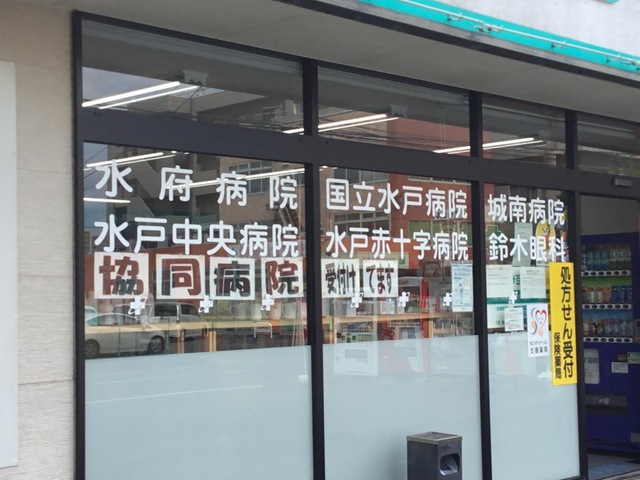 水府病院 国立水戸病院 城南病院
水戸中央病院 水戸赤十字病院 鈴木眼科
協同病院 受付けしてます
処方せん受付
保険薬局